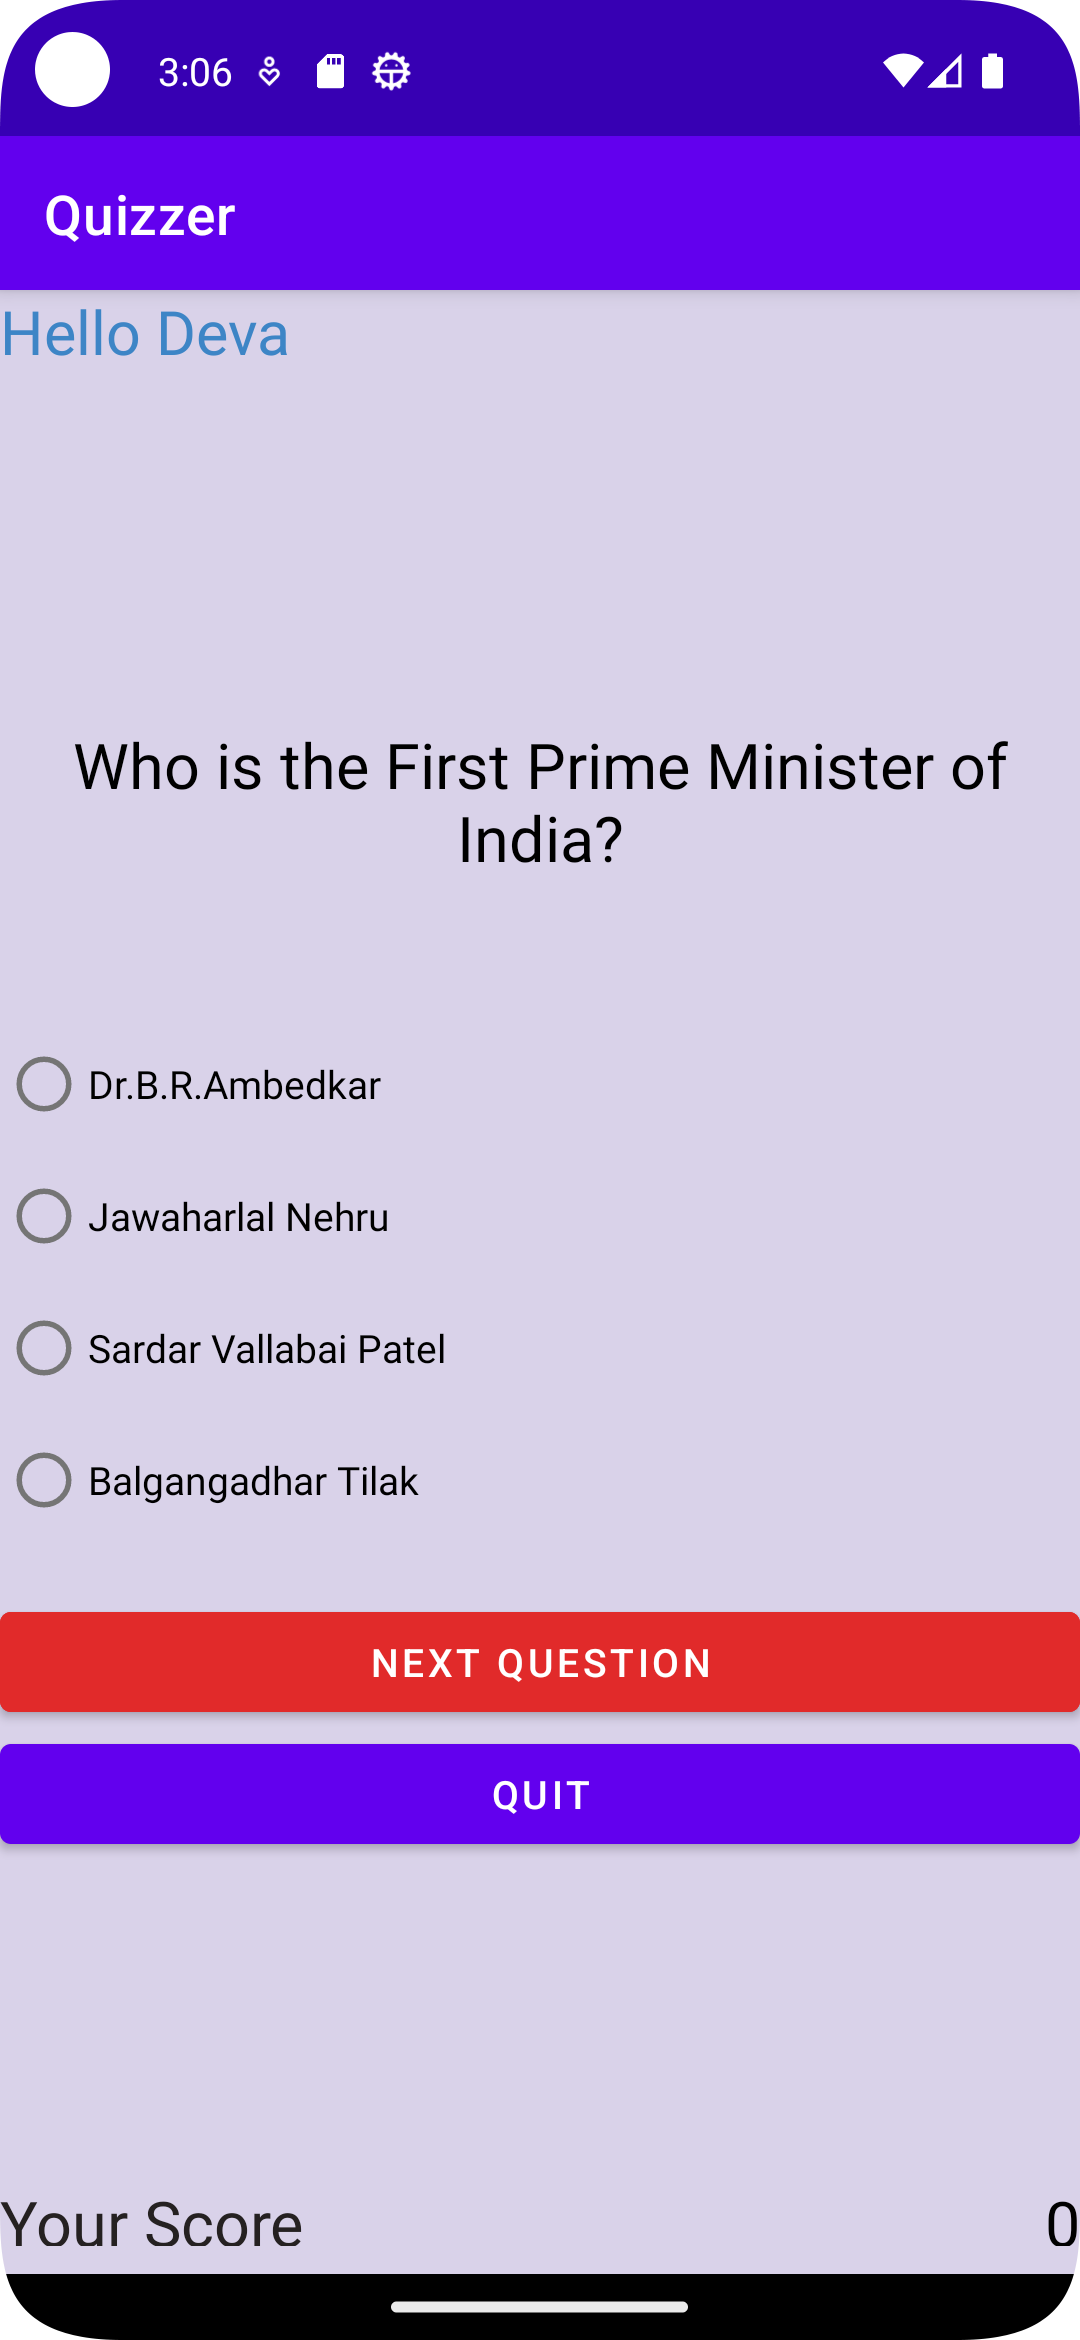 3:06
Quizzer
Hello Deva
Who is the First Prime Minister of
India?
Dr.B.R.Ambedkar
Jawaharlal Nehru
Sardar Vallabai Patel
Balgangadhar Tilak
NEXT QUESTION
QUIT
Your Score 0